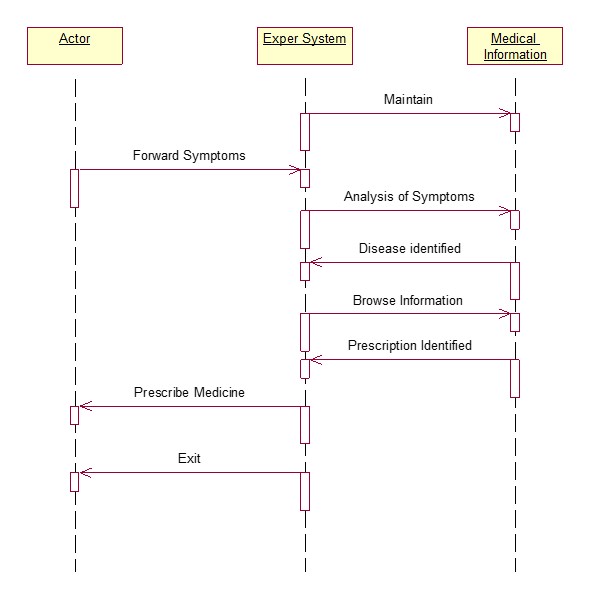 Actor
Exper System
Medical
Information
Maintain
Forward Symptoms
Analysis of Symptoms
Disease identified
Browse Information
Prescription Identified
Prescribe Medicine
Exit